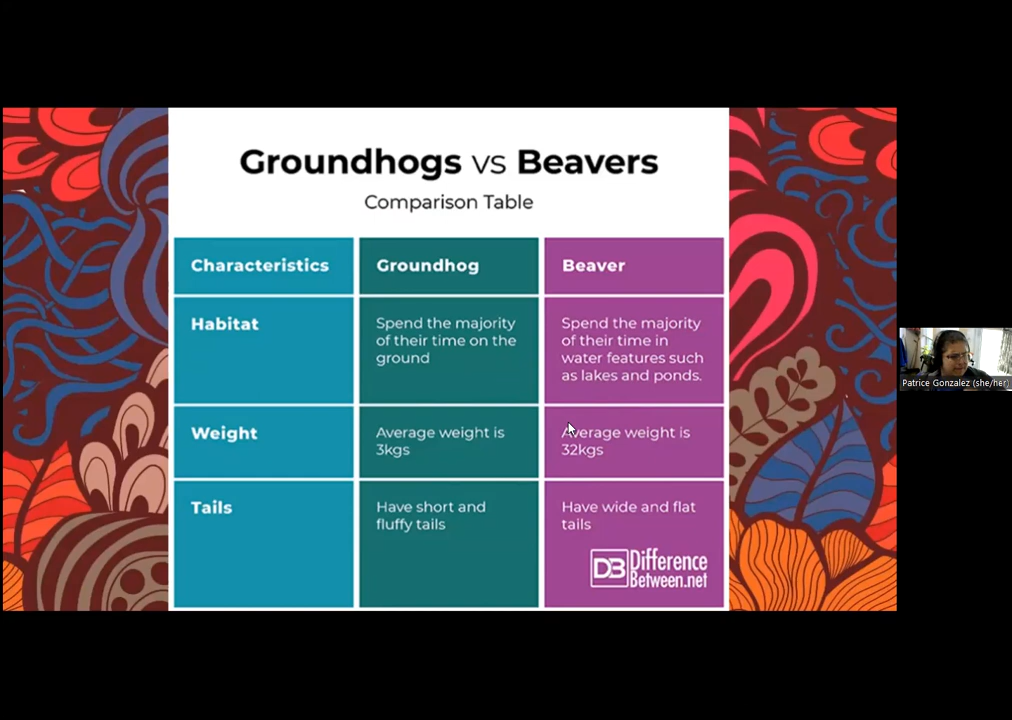 Groundhogs vs Beavers
Comparison Table
Characteristics
Groundhog
Beaver
Habitat
Spend the majority
of their time on the
ground
Spend the majority
of their time in
water features such
as lakes and ponds.
Weight
Average weight is
3kgs
Average weight is
32kgs
Tails
Have short and
fluffy tails
Have wide and flat
tails
DB Difference
Between.net
Patrice Gonzalez (she/her)